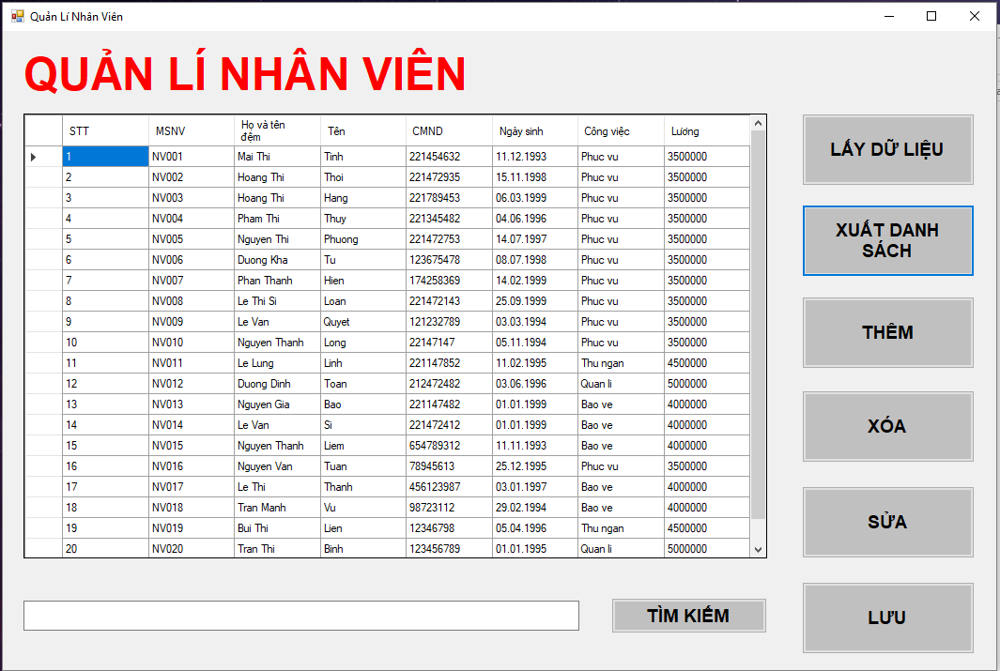 Quản Lí Nhân Viên
QUẢN LÍ NHÂN VIÊN
STT MSNV Họ và tên đệm Tên CMND Ngày sinh Công việc Lương
1 NV001 Mai Thi Tinh 221454632 11.12.1993 Phuc vu 3500000
2 NV002 Hoang Thi Thoi 221472935 15.11.1998 Phuc vu 3500000
3 NV003 Hoang Thi Hang 221789453 06.03.1999 Phuc vu 3500000
4 NV004 Pham Thi Thuy 221345482 04.06.1996 Phuc vu 3500000
5 NV005 Nguyen Thi Phuong 221472753 14.07.1997 Phuc vu 3500000
6 NV006 Duong Kha Tu 123675478 08.07.1998 Phuc vu 3500000
7 NV007 Phan Thanh Hien 174258369 14.02.1999 Phuc vu 3500000
8 NV008 Le Thi Si Loan 221472143 25.09.1999 Phuc vu 3500000
9 NV009 Le Van Quyet 121232789 03.03.1994 Phuc vu 3500000
10 NV010 Nguyen Thanh Long 22147147 05.11.1994 Phuc vu 3500000
11 NV011 Le Lung Linh 221147852 11.02.1995 Thu ngan 4500000
12 NV012 Duong Dinh Toan 212472482 03.06.1996 Quan li 5000000
13 NV013 Nguyen Gia Bao 221147482 01.01.1999 Bao ve 4000000
14 NV014 Le Van Si 221472412 01.01.1999 Bao ve 4000000
15 NV015 Nguyen Thanh Liem 654789312 11.11.1993 Bao ve 4000000
16 NV016 Nguyen Van Tuan 78945613 25.12.1995 Phuc vu 3500000
17 NV017 Le Thi Thanh 456123987 03.01.1997 Bao ve 4000000
18 NV018 Tran Manh Vu 98723112 29.02.1994 Bao ve 4000000
19 NV019 Bui Thi Lien 12346798 05.04.1996 Thu ngan 4500000
20 NV020 Tran Thi Binh 123456789 01.01.1995 Quan li 5000000
LẤY DỮ LIỆU
XUẤT DANH
SÁCH
THÊM
XÓA
SỬA
LƯU
TÌM KIẾM